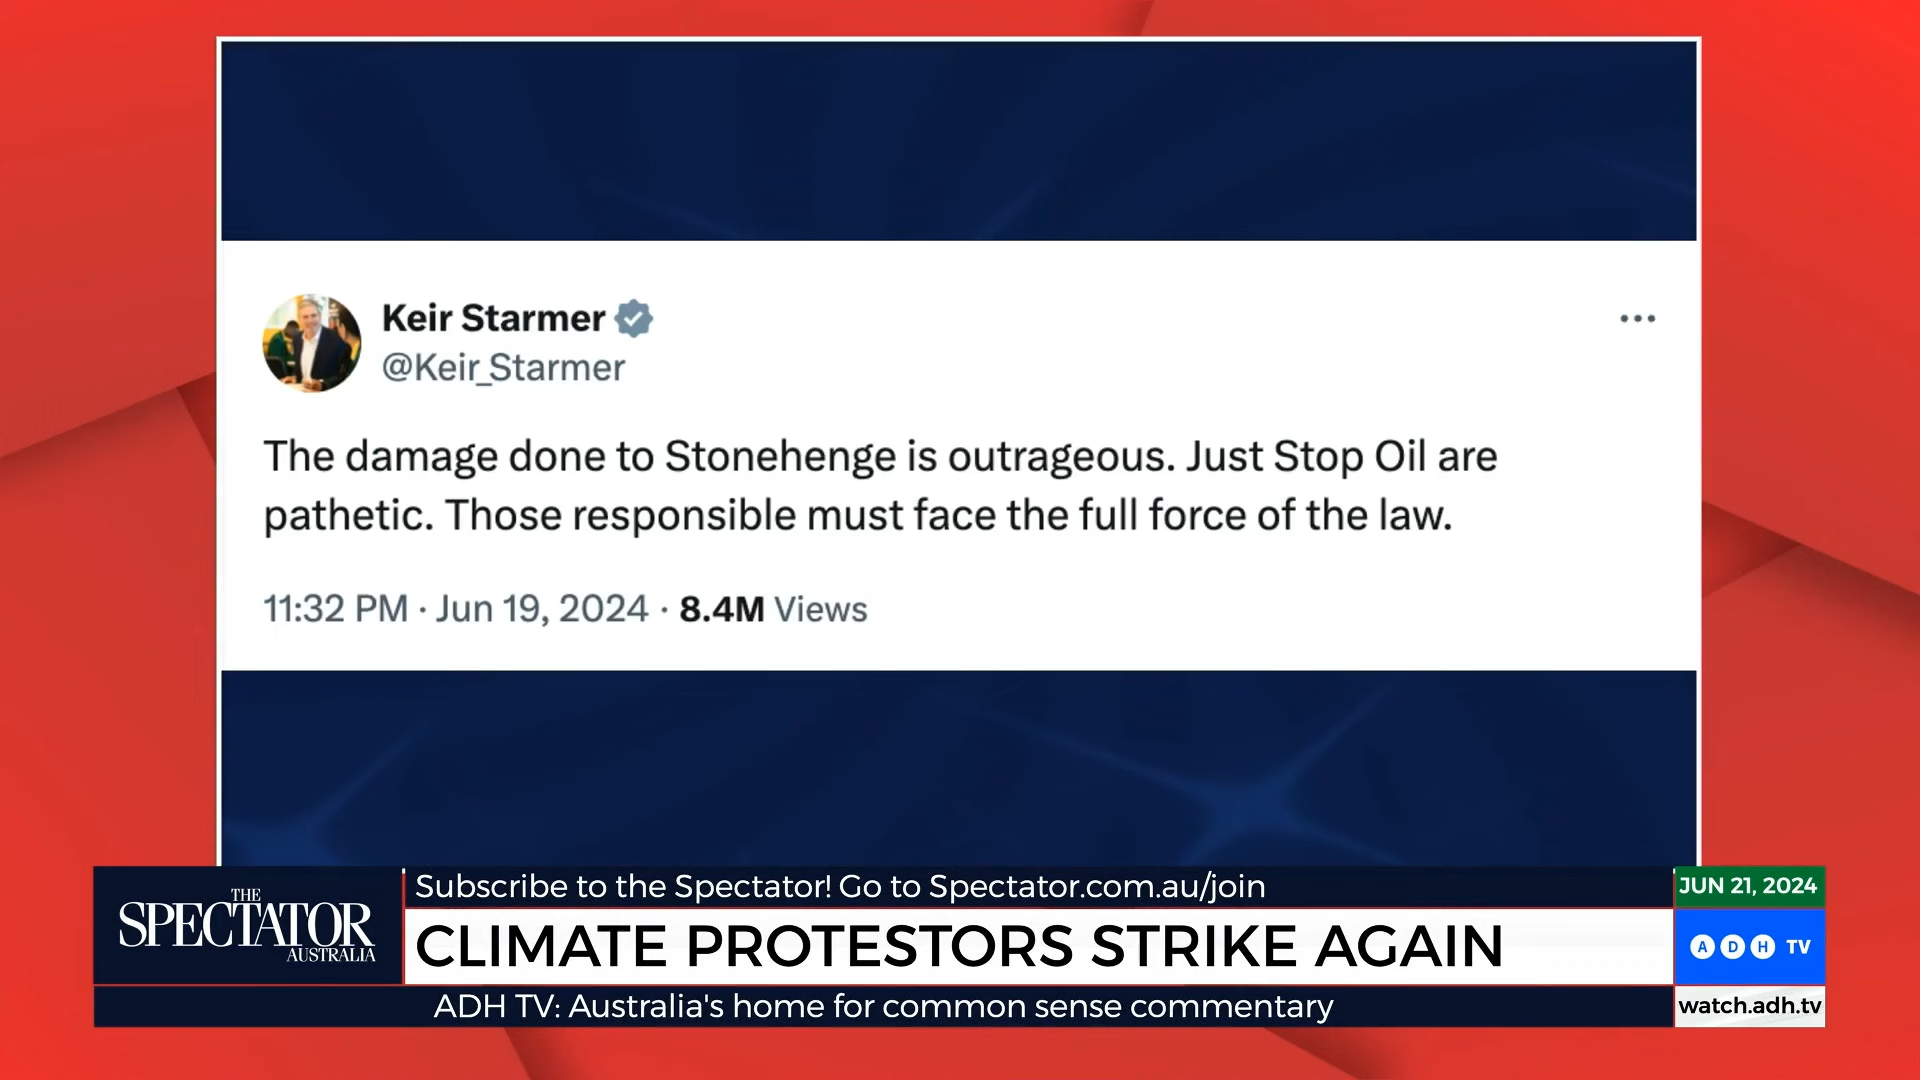 Keir Starmer
@Keir_Starmer
The damage done to Stonehenge is outrageous. Just Stop Oil are
pathetic. Those responsible must face the full force of the law.
11:32 PM · Jun 19, 2024 · 8.4M Views
THE
SPECTATOR
AUSTRALIA
Subscribe to the Spectator! Go to Spectator.com.au/join
CLIMATE PROTESTORS STRIKE AGAIN
ADH TV: Australia's home for common sense commentary
JUN 21, 2024
ADH TV
watch.adh.tv